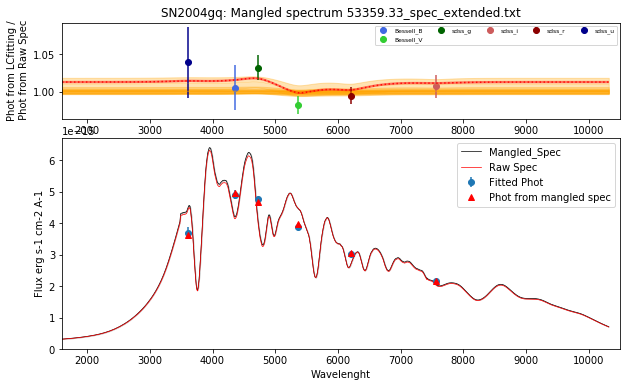 SN2004gq: Mangled spectrum 53359.33_spec_extended.txt
Phot from LCfitting /
Phot from Raw Spec
1.05
1.00
Bessell_B
Bessell_V
sdss_g
sdss_i
sdss_r
sdss_u
2000 3000 4000 5000 6000 7000 8000 9000 10000
Flux erg s-1 cm-2 A-1
6
5
4
3
2
1
0
Mangled_Spec
Raw Spec
Fitted Phot
Phot from mangled spec
2000 3000 4000 5000 6000 7000 8000 9000 10000
Wavelenght